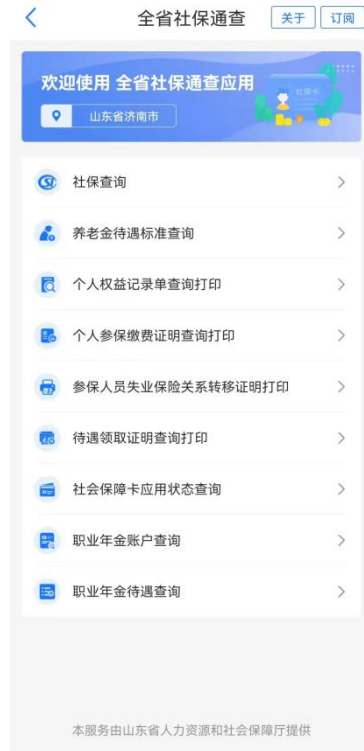 全省社保通查
关于
订阅
欢迎使用 全省社保通查应用
山东省济南市
社保卡
社保查询
养老金待遇标准查询
个人权益记录单查询打印
个人参保缴费证明查询打印
参保人员失业保险关系转移证明打印
待遇领取证明查询打印
社会保障卡应用状态查询
职业年金账户查询
职业年金待遇查询
本服务由山东省人力资源和社会保障厅提供